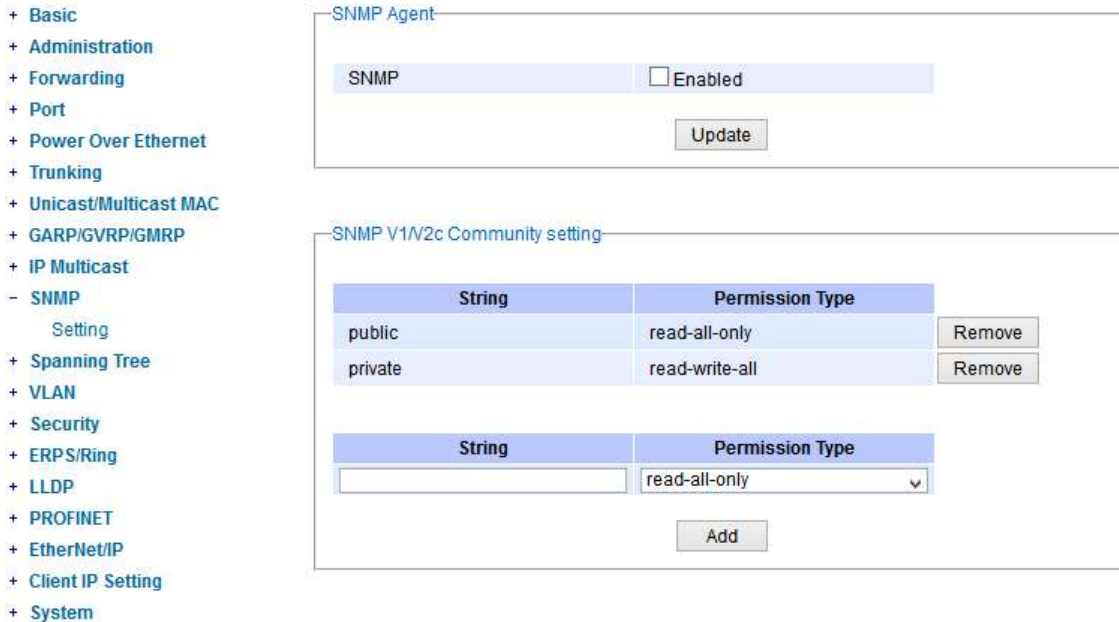 + Basic
+ Administration
+ Forwarding
+ Port
+ Power Over Ethernet
+ Trunking
+ Unicast/Multicast MAC
+ GARP/GVRP/GMRP
+ IP Multicast
- SNMP
Setting
+ Spanning Tree
+ VLAN
+ Security
+ ERPS/Ring
+ LLDP
+ PROFINET
+ EtherNet/IP
+ Client IP Setting
+ System
SNMP Agent
SNMP Enabled
Update
SNMP V1/V2c Community setting
String Permission Type
public read-all-only Remove
private read-write-all Remove
String Permission Type
read-all-only
Add